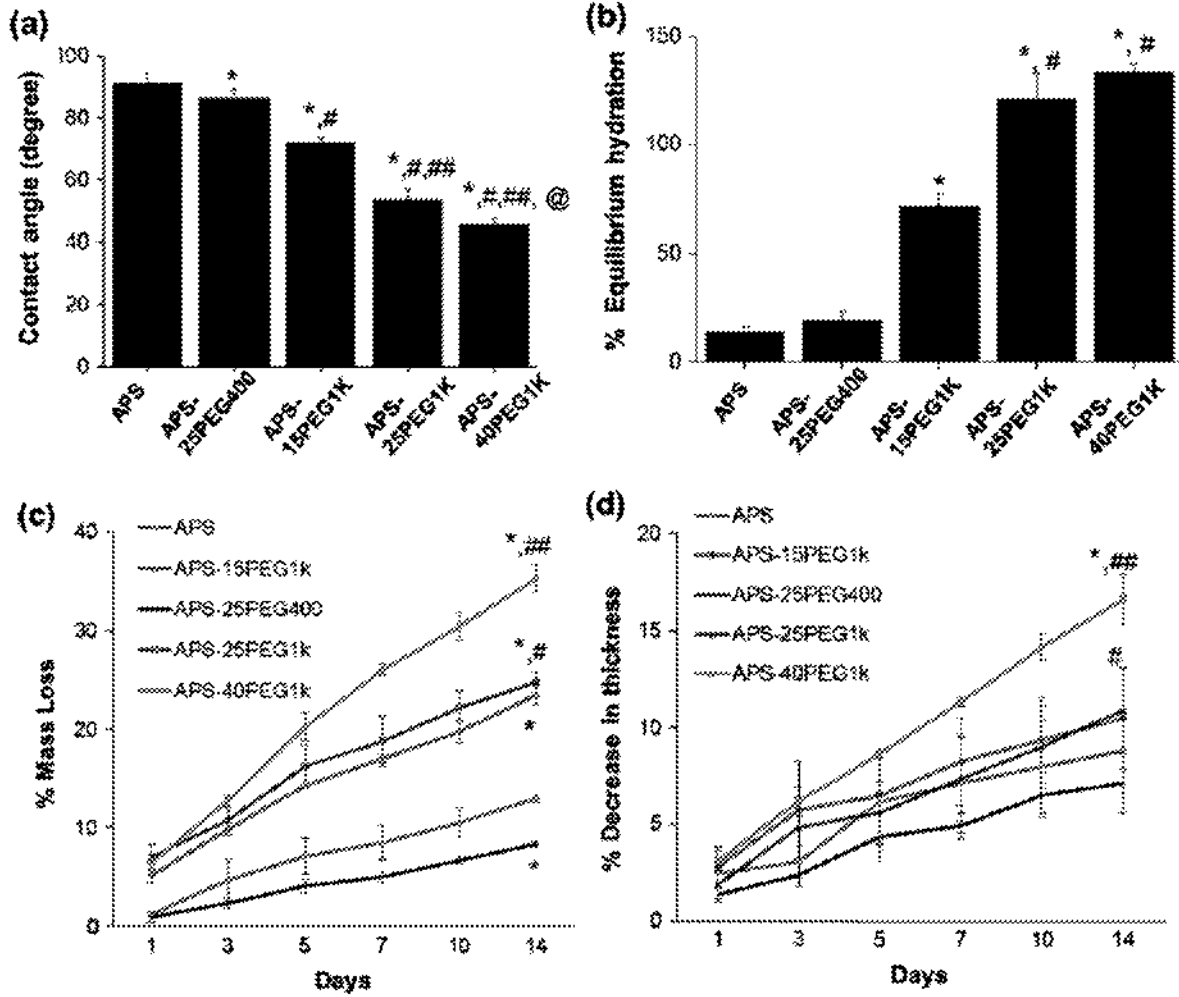 (a)
Contact angle (degree)
100
80
60
40
20
0
*
*,#
*,#,##
*,#,##, @
APS
APS-
25PEG400
APS-
15PEG1K
APS-
25PEG1K
APS-
40PEG1K
(b)
% Equilibrium hydration
150
100
50
0
*
*, #
*, #
APS
APS-
25PEG400
APS-
15PEG1K
APS-
25PEG1K
APS-
40PEG1K
(c)
% Mass Loss
40
30
20
10
0
APS
APS-15PEG1k
APS-25PEG400
APS-25PEG1k
APS-40PEG1k
*,##
*,#
*
*
1 3 5 7 10 14
Days
(d)
% Decrease in thickness
20
15
10
5
0
APS
APS-15PEG1k
APS-25PEG400
APS-25PEG1k
APS-40PEG1k
*,##
#
1 3 5 7 10 14
Days